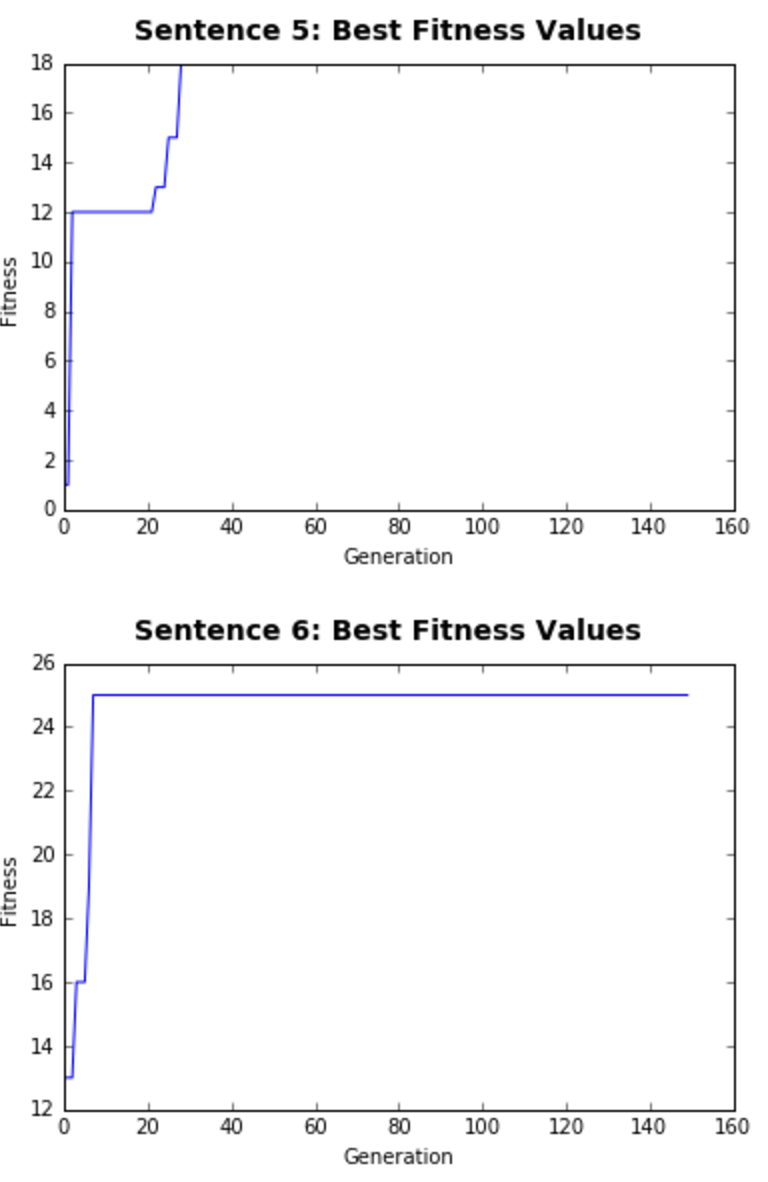 Sentence 5: Best Fitness Values
18
16
14
12
10
8
6
4
2
0
Fitness
0 20 40 60 80 100 120 140 160
Generation
Sentence 6: Best Fitness Values
26
24
22
20
18
16
14
12
Fitness
0 20 40 60 80 100 120 140 160
Generation